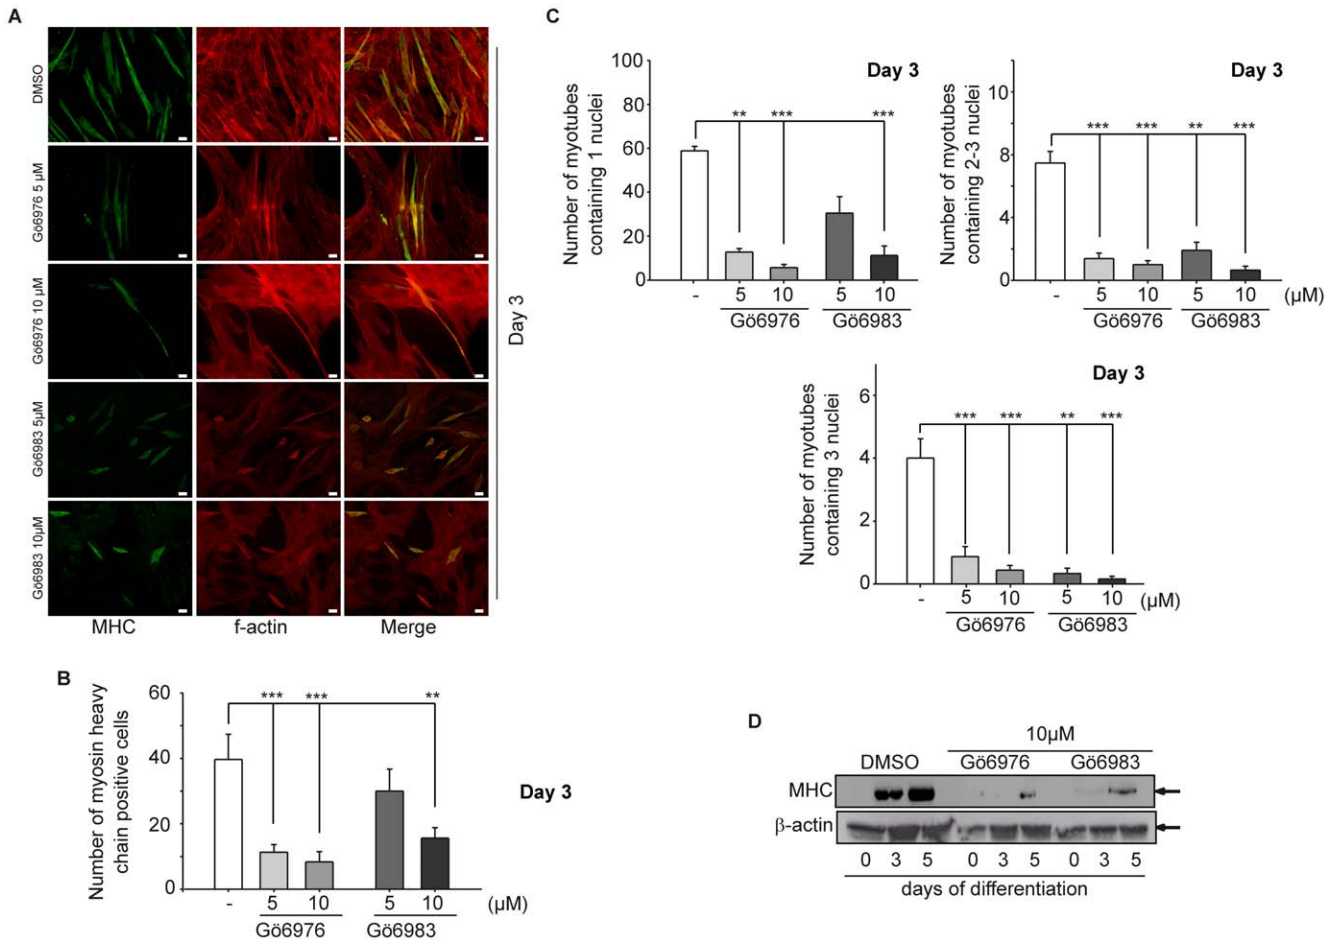 A
DMSO
Gö6976 5 µM
Gö6976 10 µM
Gö6983 5µM
Gö6983 10µM
Day 3
MHC
f-actin
Merge
B
Number of myosin heavy
chain positive cells
60
40
20
0
***
***
**
Day 3
-
5
10
5
10
(µM)
Gö6976
Gö6983
C
Number of myotubes
containing 1 nuclei
100
80
60
40
20
0
Day 3
**
***
***
-
5
10
5
10
Gö6976
Gö6983
Number of myotubes
containing 2-3 nuclei
10
8
4
2
0
Day 3
***
***
**
***
-
5
10
5
10
(µM)
Gö6976
Gö6983
Number of myotubes
containing 3 nuclei
6
4
2
0
Day 3
***
***
**
***
-
5
10
5
10
(µM)
Gö6976
Gö6983
D
10µM
DMSO
Gö6976
Gö6983
MHC
β-actin
0 3 5 0 3 5 0 3 5
days of differentiation